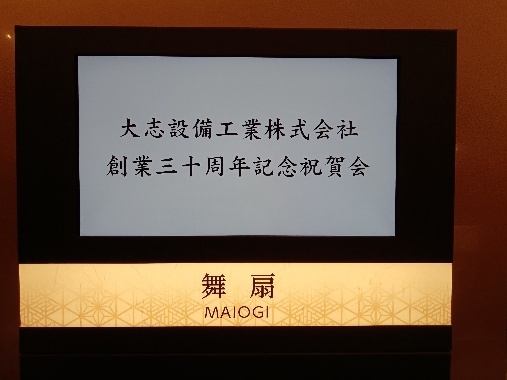 大志設備工業株式会社
創業三十周年記念祝賀会
舞扇
MAIOGI